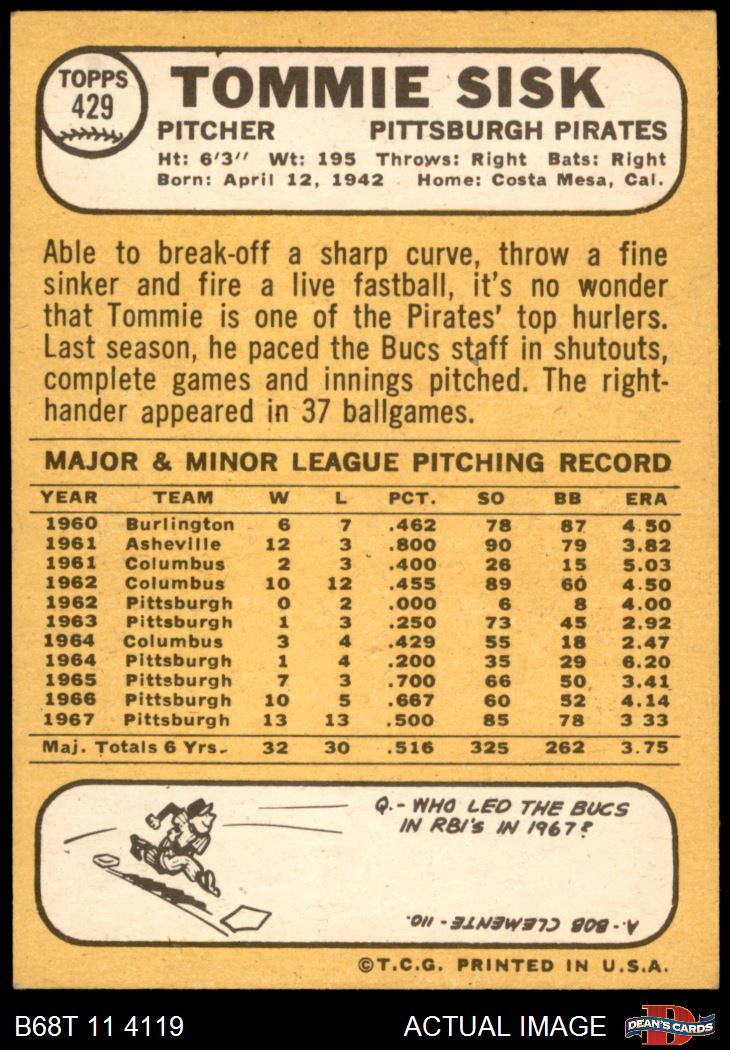 TOPPS
429
TOMMIE SISK
PITCHER PITTSBURGH PIRATES
Ht: 6'3" Wt: 195 Throws: Right Bats: Right
Born: April 12, 1942 Home: Costa Mesa, Cal.
Able to break-off a sharp curve, throw a fine
sinker and fire a live fastball, it's no wonder
that Tommie is one of the Pirates' top hurlers.
Last season, he paced the Bucs staff in shutouts,
complete games and innings pitched. The right-
hander appeared in 37 ballgames.
MAJOR & MINOR LEAGUE PITCHING RECORD
YEAR TEAM W L PCT. SO BB ERA
1960 Burlington 6 7 .462 78 87 4.50
1961 Asheville 12 3 .800 90 79 3.82
1961 Columbus 2 3 .400 26 15 5.03
1962 Columbus 10 12 .455 89 60 4.50
1962 Pittsburgh 0 2 .000 6 8 4.00
1963 Pittsburgh 1 3 .250 73 45 2.92
1964 Columbus 3 4 .429 55 18 2.47
1964 Pittsburgh 1 4 .200 35 29 6.20
1965 Pittsburgh 7 3 .700 66 50 3.41
1966 Pittsburgh 10 5 .667 60 52 4.14
1967 Pittsburgh 13 13 .500 85 78 3 33
Maj. Totals 6 Yrs. 32 30 .516 325 262 3.75
Q.- WHO LED THE BUCS
IN RBI'S IN 1967?
A.- BOB CLEMENTE - 110.
©T.C.G. PRINTED IN U.S.A.
B68T 11 4119 ACTUAL IMAGE
D
DEAN'S CARDS